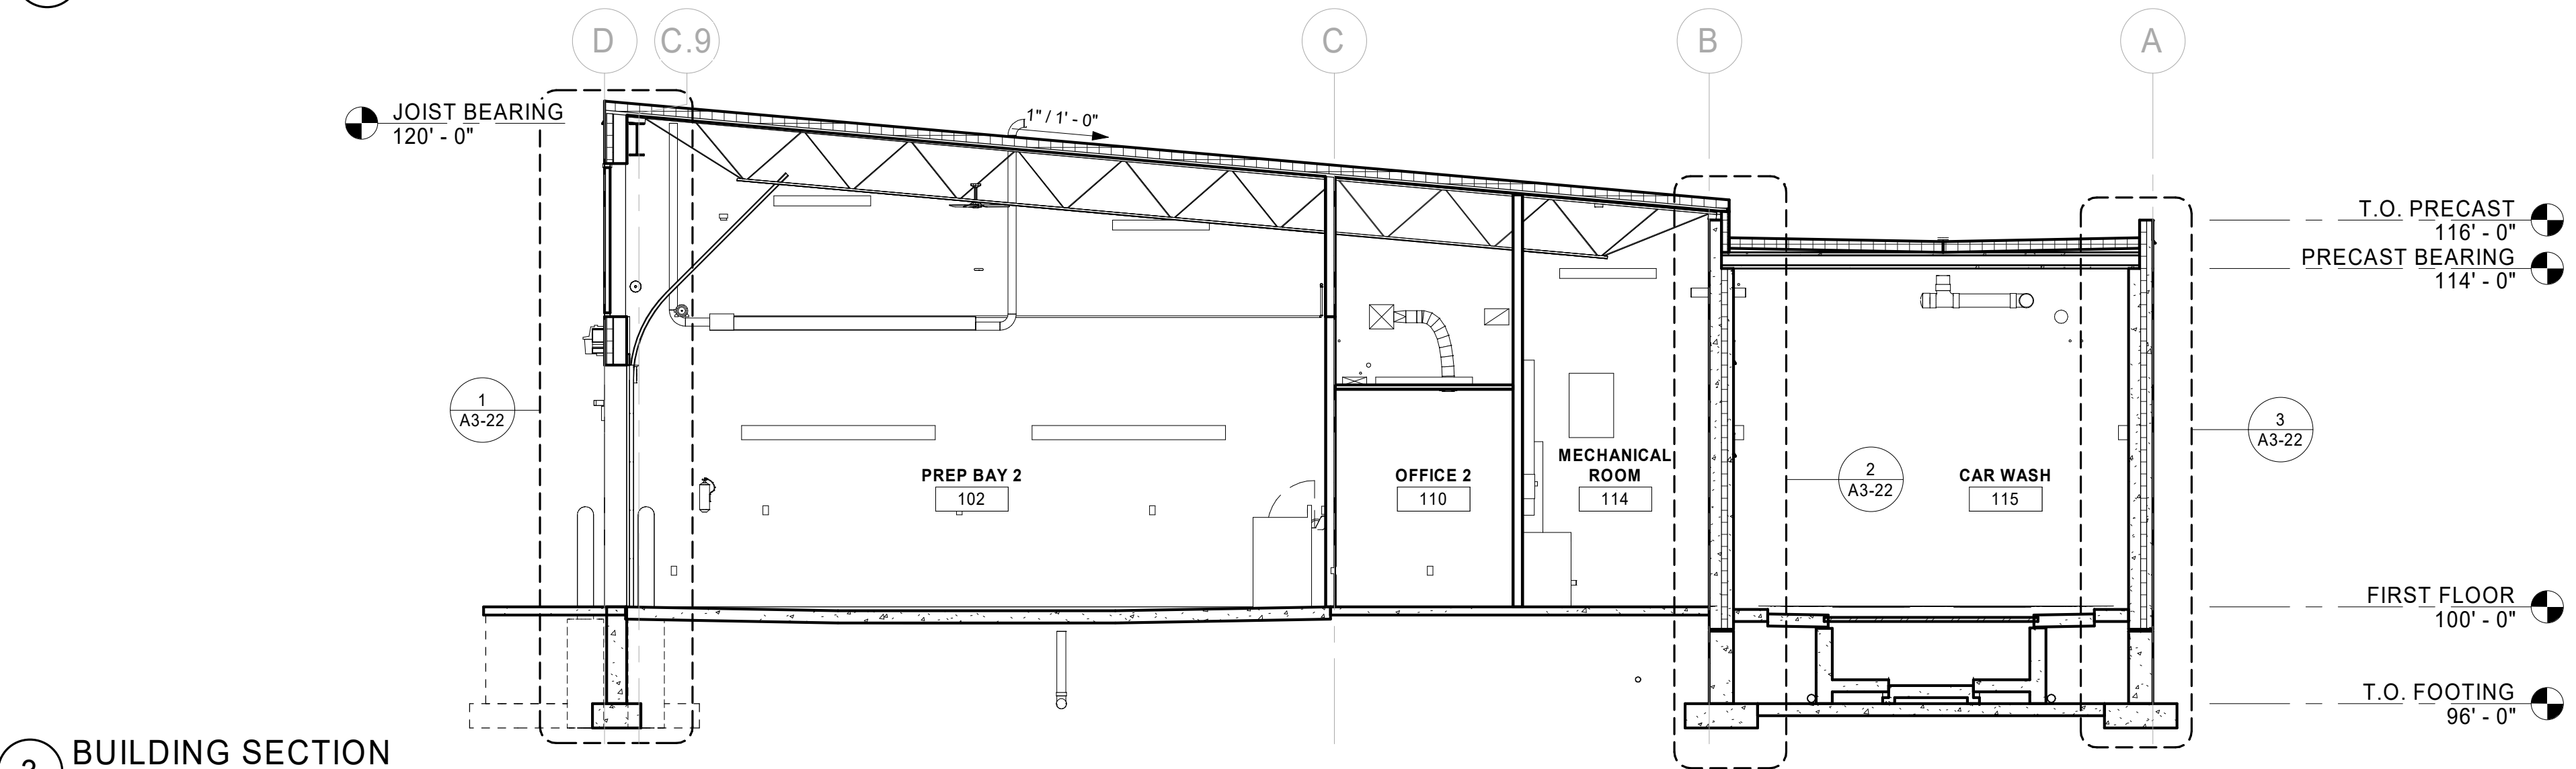 D
C.9
C
B
A
JOIST BEARING
120' - 0"
1" / 1' - 0"
T.O. PRECAST
116' - 0"
PRECAST BEARING
114' - 0"
1
A3-22
3
A3-22
PREP BAY 2
102
OFFICE 2
110
MECHANICAL
ROOM
114
2
A3-22
CAR WASH
115
FIRST FLOOR
100' - 0"
T.O. FOOTING
96' - 0"
BUILDING SECTION